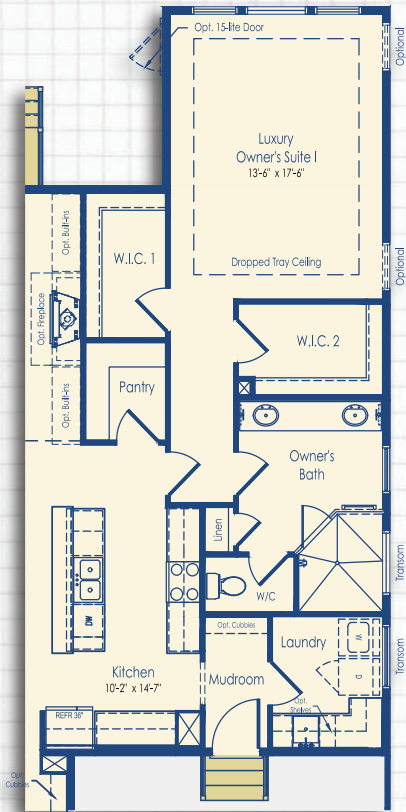 Opt. 15-lite Door
Optional
Luxury
Owner's Suite I
13'-6" x 17'-6"
Dropped Tray Ceiling
Optional
Opt. Built-ins
W.I.C. 1
Opt. Fireplace
W.I.C. 2
Pantry
Opt. Built-ins
Owner's
Bath
Linen
Transom
W/C
DW
Opt. Cubbies
Laundry
W
Transom
D
Kitchen
10'-2" x 14'-7"
Mudroom
Opt.
Shelves
REFR 36"
Opt.
Cubbies